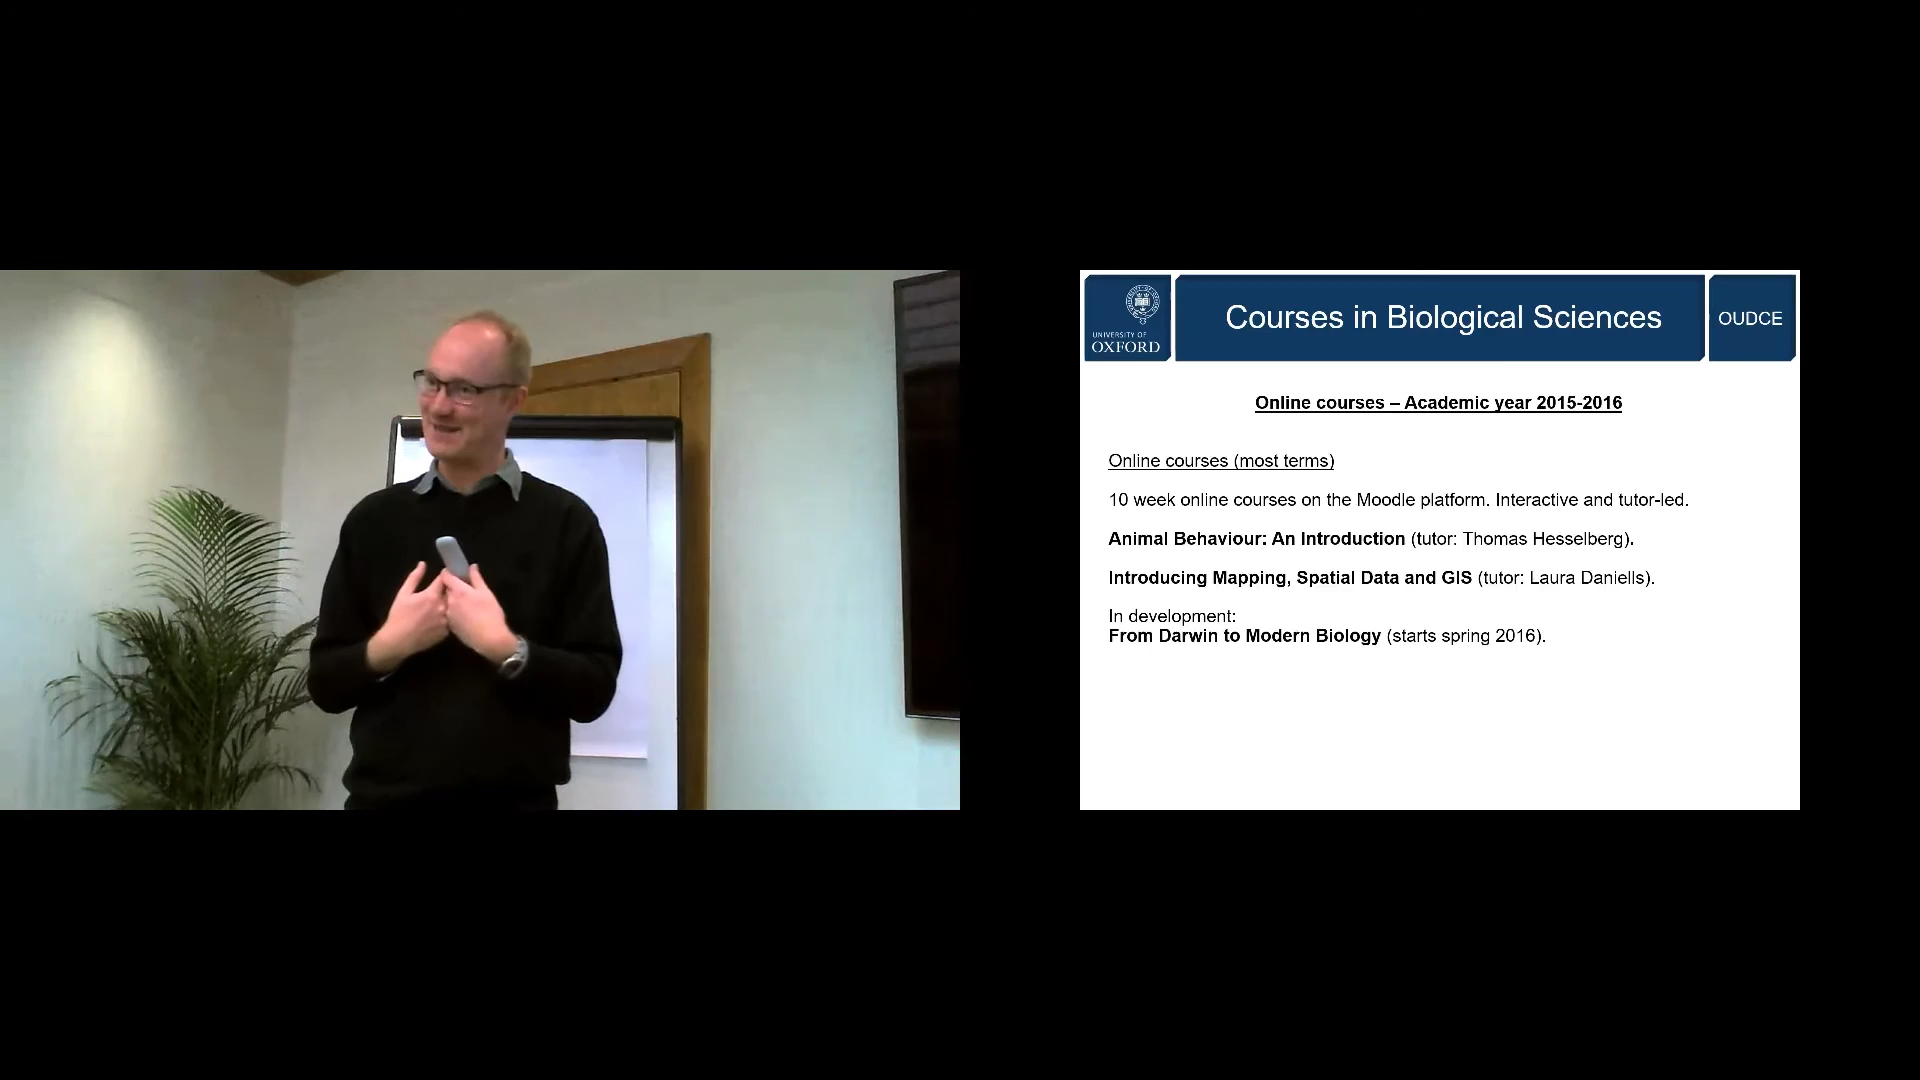 UNIVERSITY OF
OXFORD
Courses in Biological Sciences
OUDCE
Online courses – Academic year 2015-2016
Online courses (most terms)
10 week online courses on the Moodle platform. Interactive and tutor-led.
Animal Behaviour: An Introduction (tutor: Thomas Hesselberg).
Introducing Mapping, Spatial Data and GIS (tutor: Laura Daniells).
In development:
From Darwin to Modern Biology (starts spring 2016).